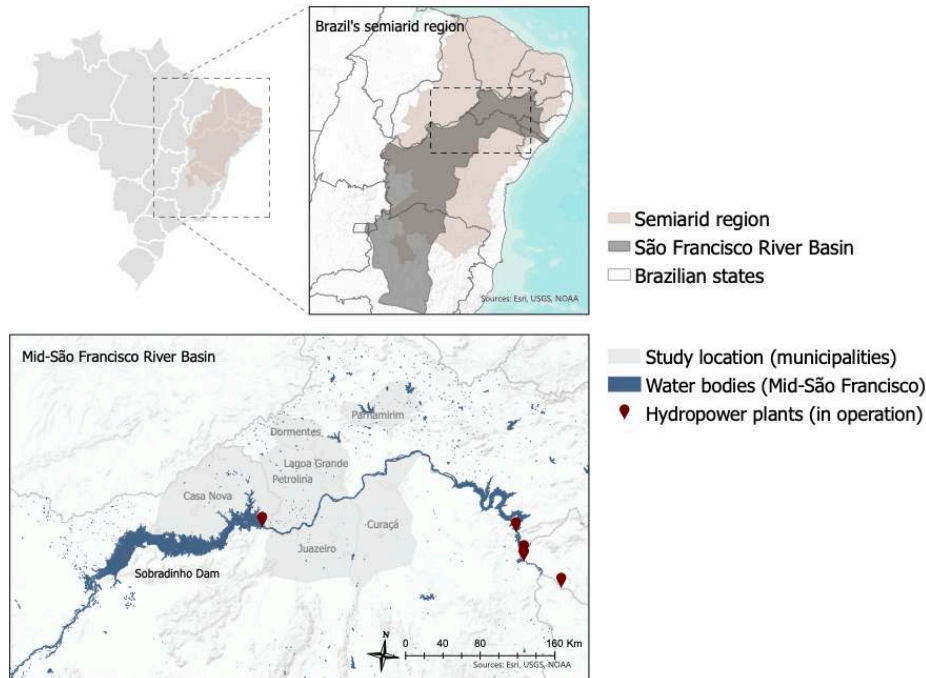 Brazil's semiarid region
Sources: Esri, USGS, NOAA
Semiarid region
São Francisco River Basin
Brazilian states
Mid-São Francisco River Basin
Parnamirim
Dormentes
Lagoa Grande
Petrolina
Casa Nova
Curaçá
Juazeiro
Sobradinho Dam
N
0 40 80 160 Km
Sources: Esri, USGS, NOAA
Study location (municipalities)
Water bodies (Mid-São Francisco)
Hydropower plants (in operation)